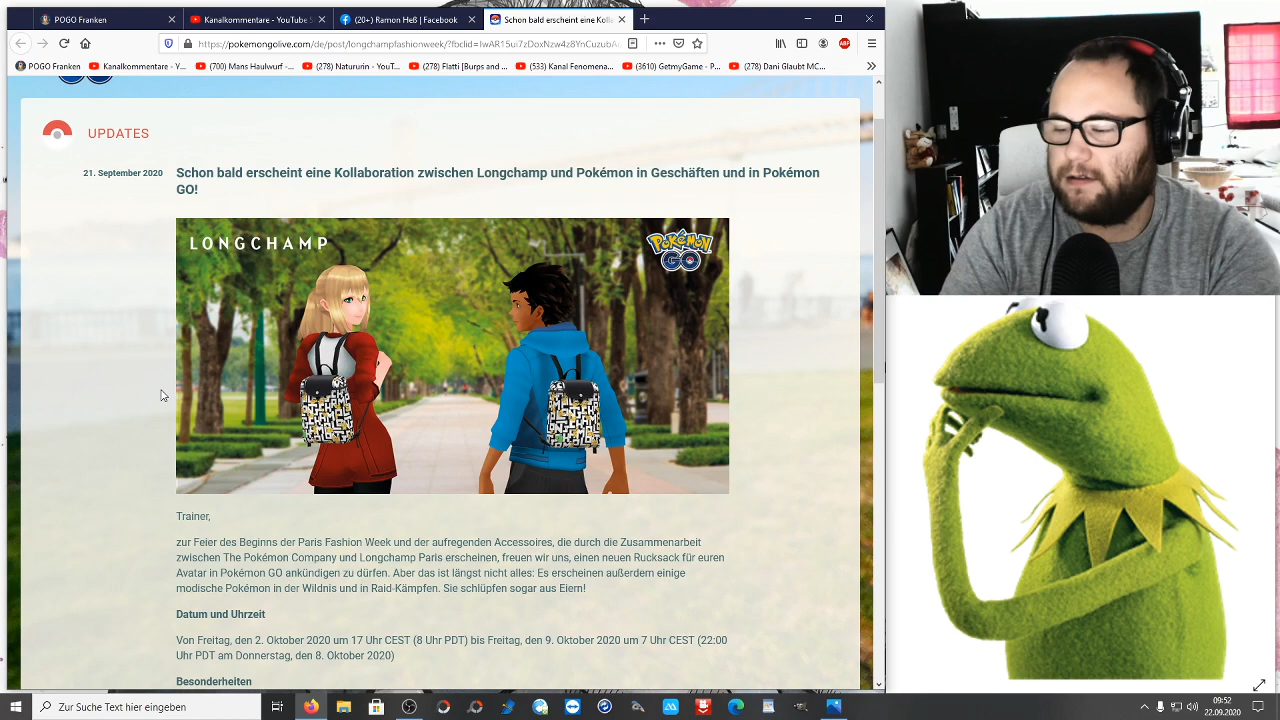 POGO Franken
YouTube
(20+) Ramon Heß | Facebook
Schon bald erscheint eine Kolla
https://pokemongolive.com/de/post/longchampfashionweek/?fbclid=
POGO Franken
Kanalkommentare - Y...
(700) Mans Haulwurf -...
(278) Natururin - YouT...
(278) Flatti [Burps and ...
(533) Kanal Fenomena...
(3610) GetmyGame - P...
(278) Dani Glaubt MC...
ABP
UPDATES
21. September 2020
Schon bald erscheint eine Kollaboration zwischen Longchamp und Pokémon in Geschäften und in Pokémon
GO!
LONGCHAMP
POKÉMON
GO
Trainer,
zur Feier des Beginns der Paris Fashion Week und der aufregenden Accessoires, die durch die Zusammenarbeit
zwischen The Pokémon Company und Longchamp Paris erscheinen, freuen wir uns, einen neuen Rucksack für euren
Avatar in Pokémon GO ankündigen zu dürfen. Aber das ist längst nicht alles: Es erscheinen außerdem einige
modische Pokémon in der Wildnis und in Raid-Kämpfen. Sie schlüpfen sogar aus Eiern!
Datum und Uhrzeit
Von Freitag, den 2. Oktober 2020 um 17 Uhr CEST (8 Uhr PDT) bis Freitag, den 9. Oktober 2020 um 7 Uhr CEST (22:00
Uhr PDT am Donnerstag, den 8. Oktober 2020)
Besonderheiten
Zur Suche Text hier eingeben
09:52
22.09.2020